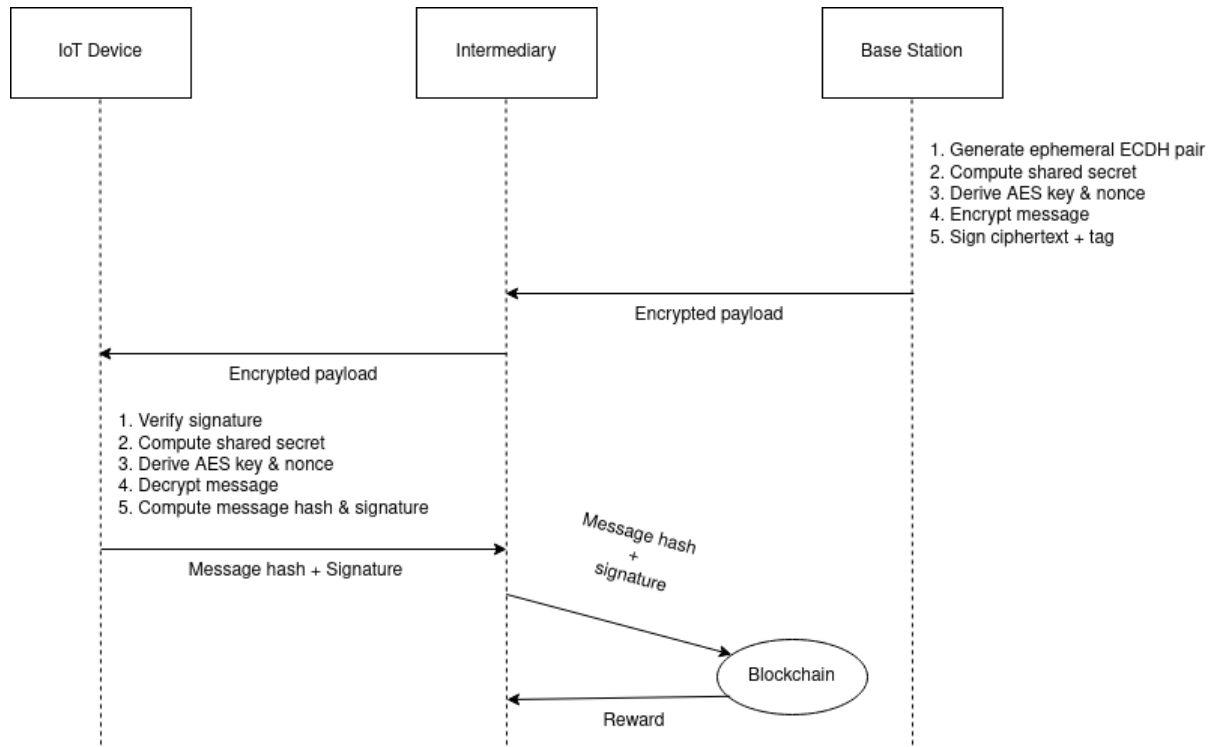 IoT Device
Intermediary
Base Station
1. Generate ephemeral ECDH pair
2. Compute shared secret
3. Derive AES key & nonce
4. Encrypt message
5. Sign ciphertext + tag
Encrypted payload
Encrypted payload
1. Verify signature
2. Compute shared secret
3. Derive AES key & nonce
4. Decrypt message
5. Compute message hash & signature
Message hash + Signature
Message hash
+
signature
Blockchain
Reward